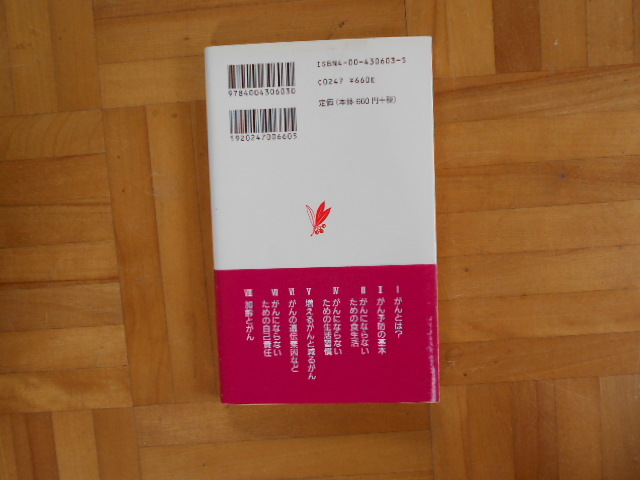 ISBN4-00-430603-5
C0247 ¥660E
定価(本体660円+税)
9784004306030
1920247006605
I がんとは?
II がん予防の基本
III がんにならない
ための食生活
IV がんにならない
ための生活習慣
V 増えるがんと減るがん
VI がんの遺伝素因など
VII がんにならない
ための自己責任
VIII 加齢とがん